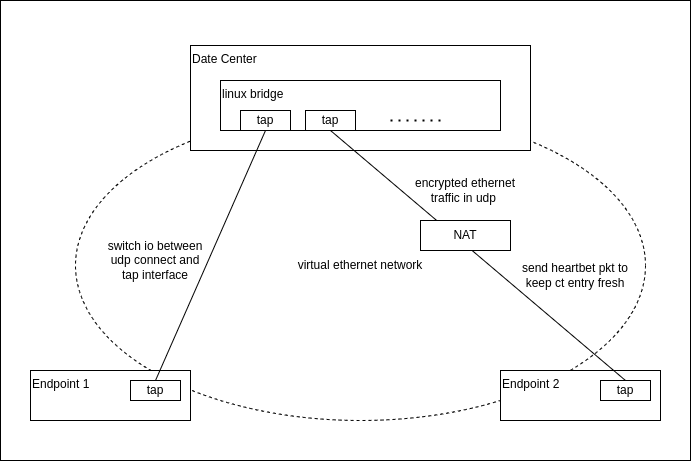 Date Center
linux bridge
tap
tap
.......
encrypted ethernet
traffic in udp
NAT
switch io between
udp connect and
tap interface
virtual ethernet network
send heartbet pkt to
keep ct entry fresh
Endpoint 1
tap
Endpoint 2
tap